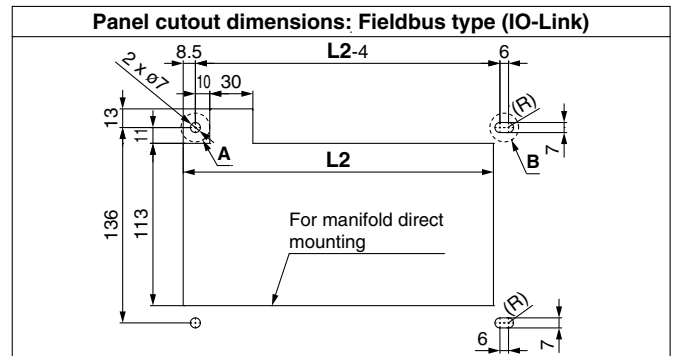 Panel cutout dimensions: Fieldbus type (IO-Link)
8.5 L2-4 6
2 x ø7
10 30
(R)
13
11
7
A
B
L2
136
113
For manifold direct
mounting
(R)
6
7